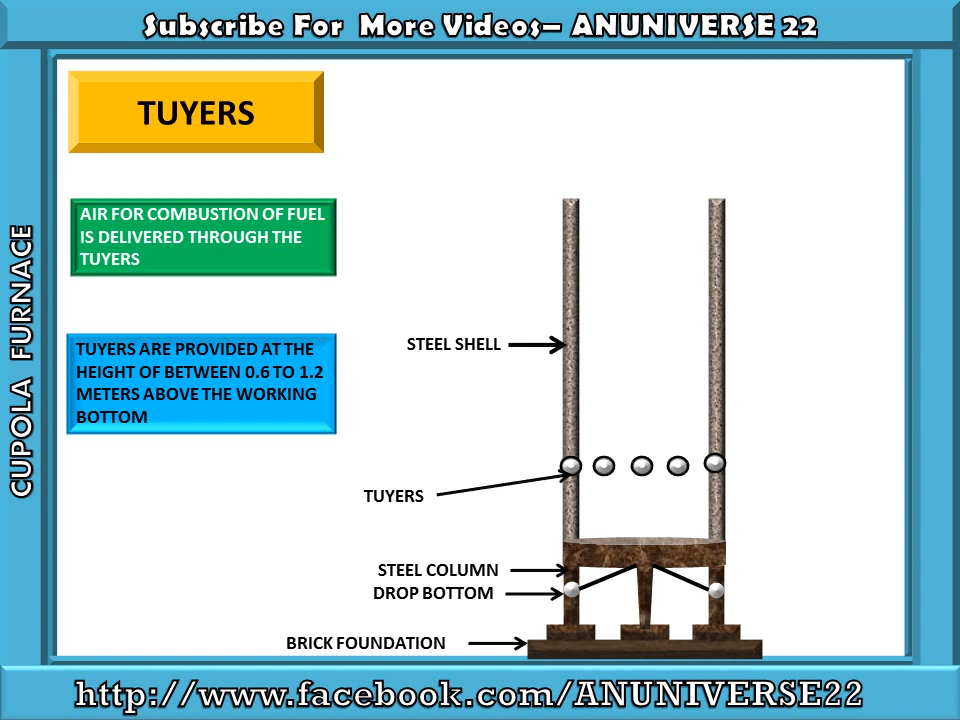 Subscribe For More Videos– ANUNIVERSE 22
TUYERS
AIR FOR COMBUSTION OF FUEL
IS DELIVERED THROUGH THE
TUYERS
TUYERS ARE PROVIDED AT THE
HEIGHT OF BETWEEN 0.6 TO 1.2
METERS ABOVE THE WORKING
BOTTOM
CUPOLA FURNACE
STEEL SHELL
TUYERS
STEEL COLUMN
DROP BOTTOM
BRICK FOUNDATION
http://www.facebook.com/ANUNIVERSE22